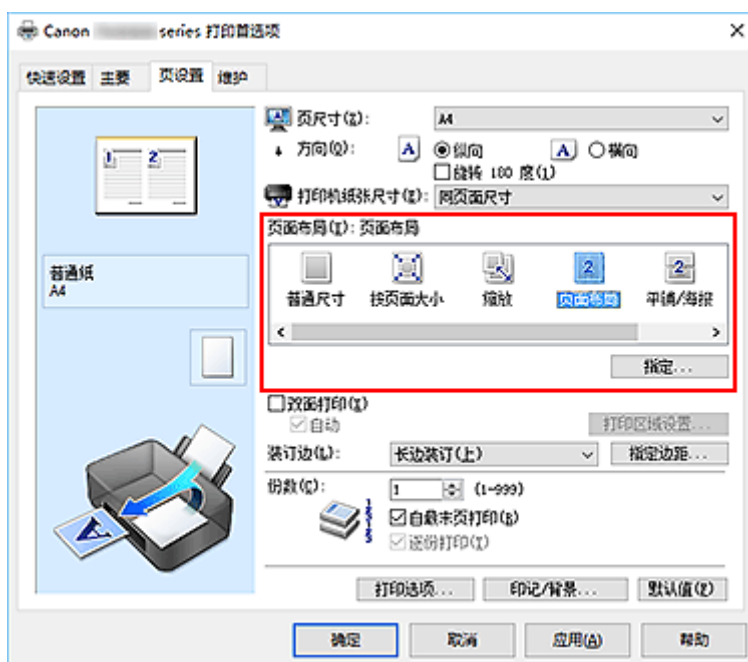 Canon series 打印首选项
快速设置 主要 页设置 维护
1 2
页尺寸(Z): A4
方向(O): A 纵向 A 横向
旋转 180 度(1)
打印机纸张尺寸(E): 同页面尺寸
页面布局(I): 页面布局
2 2
普通尺寸 按页面大小 缩放 页面布局 平铺/海报
普通纸
A4
指定...
双面打印(X)
自动 打印区域设置...
装订边(L): 长边装订(上) 指定边距...
份数(C): 1 (1-999)
自最末页打印(R)
逐份打印(T)
A
打印选项... 印记/背景... 默认值(F)
确定 取消 应用(A) 帮助